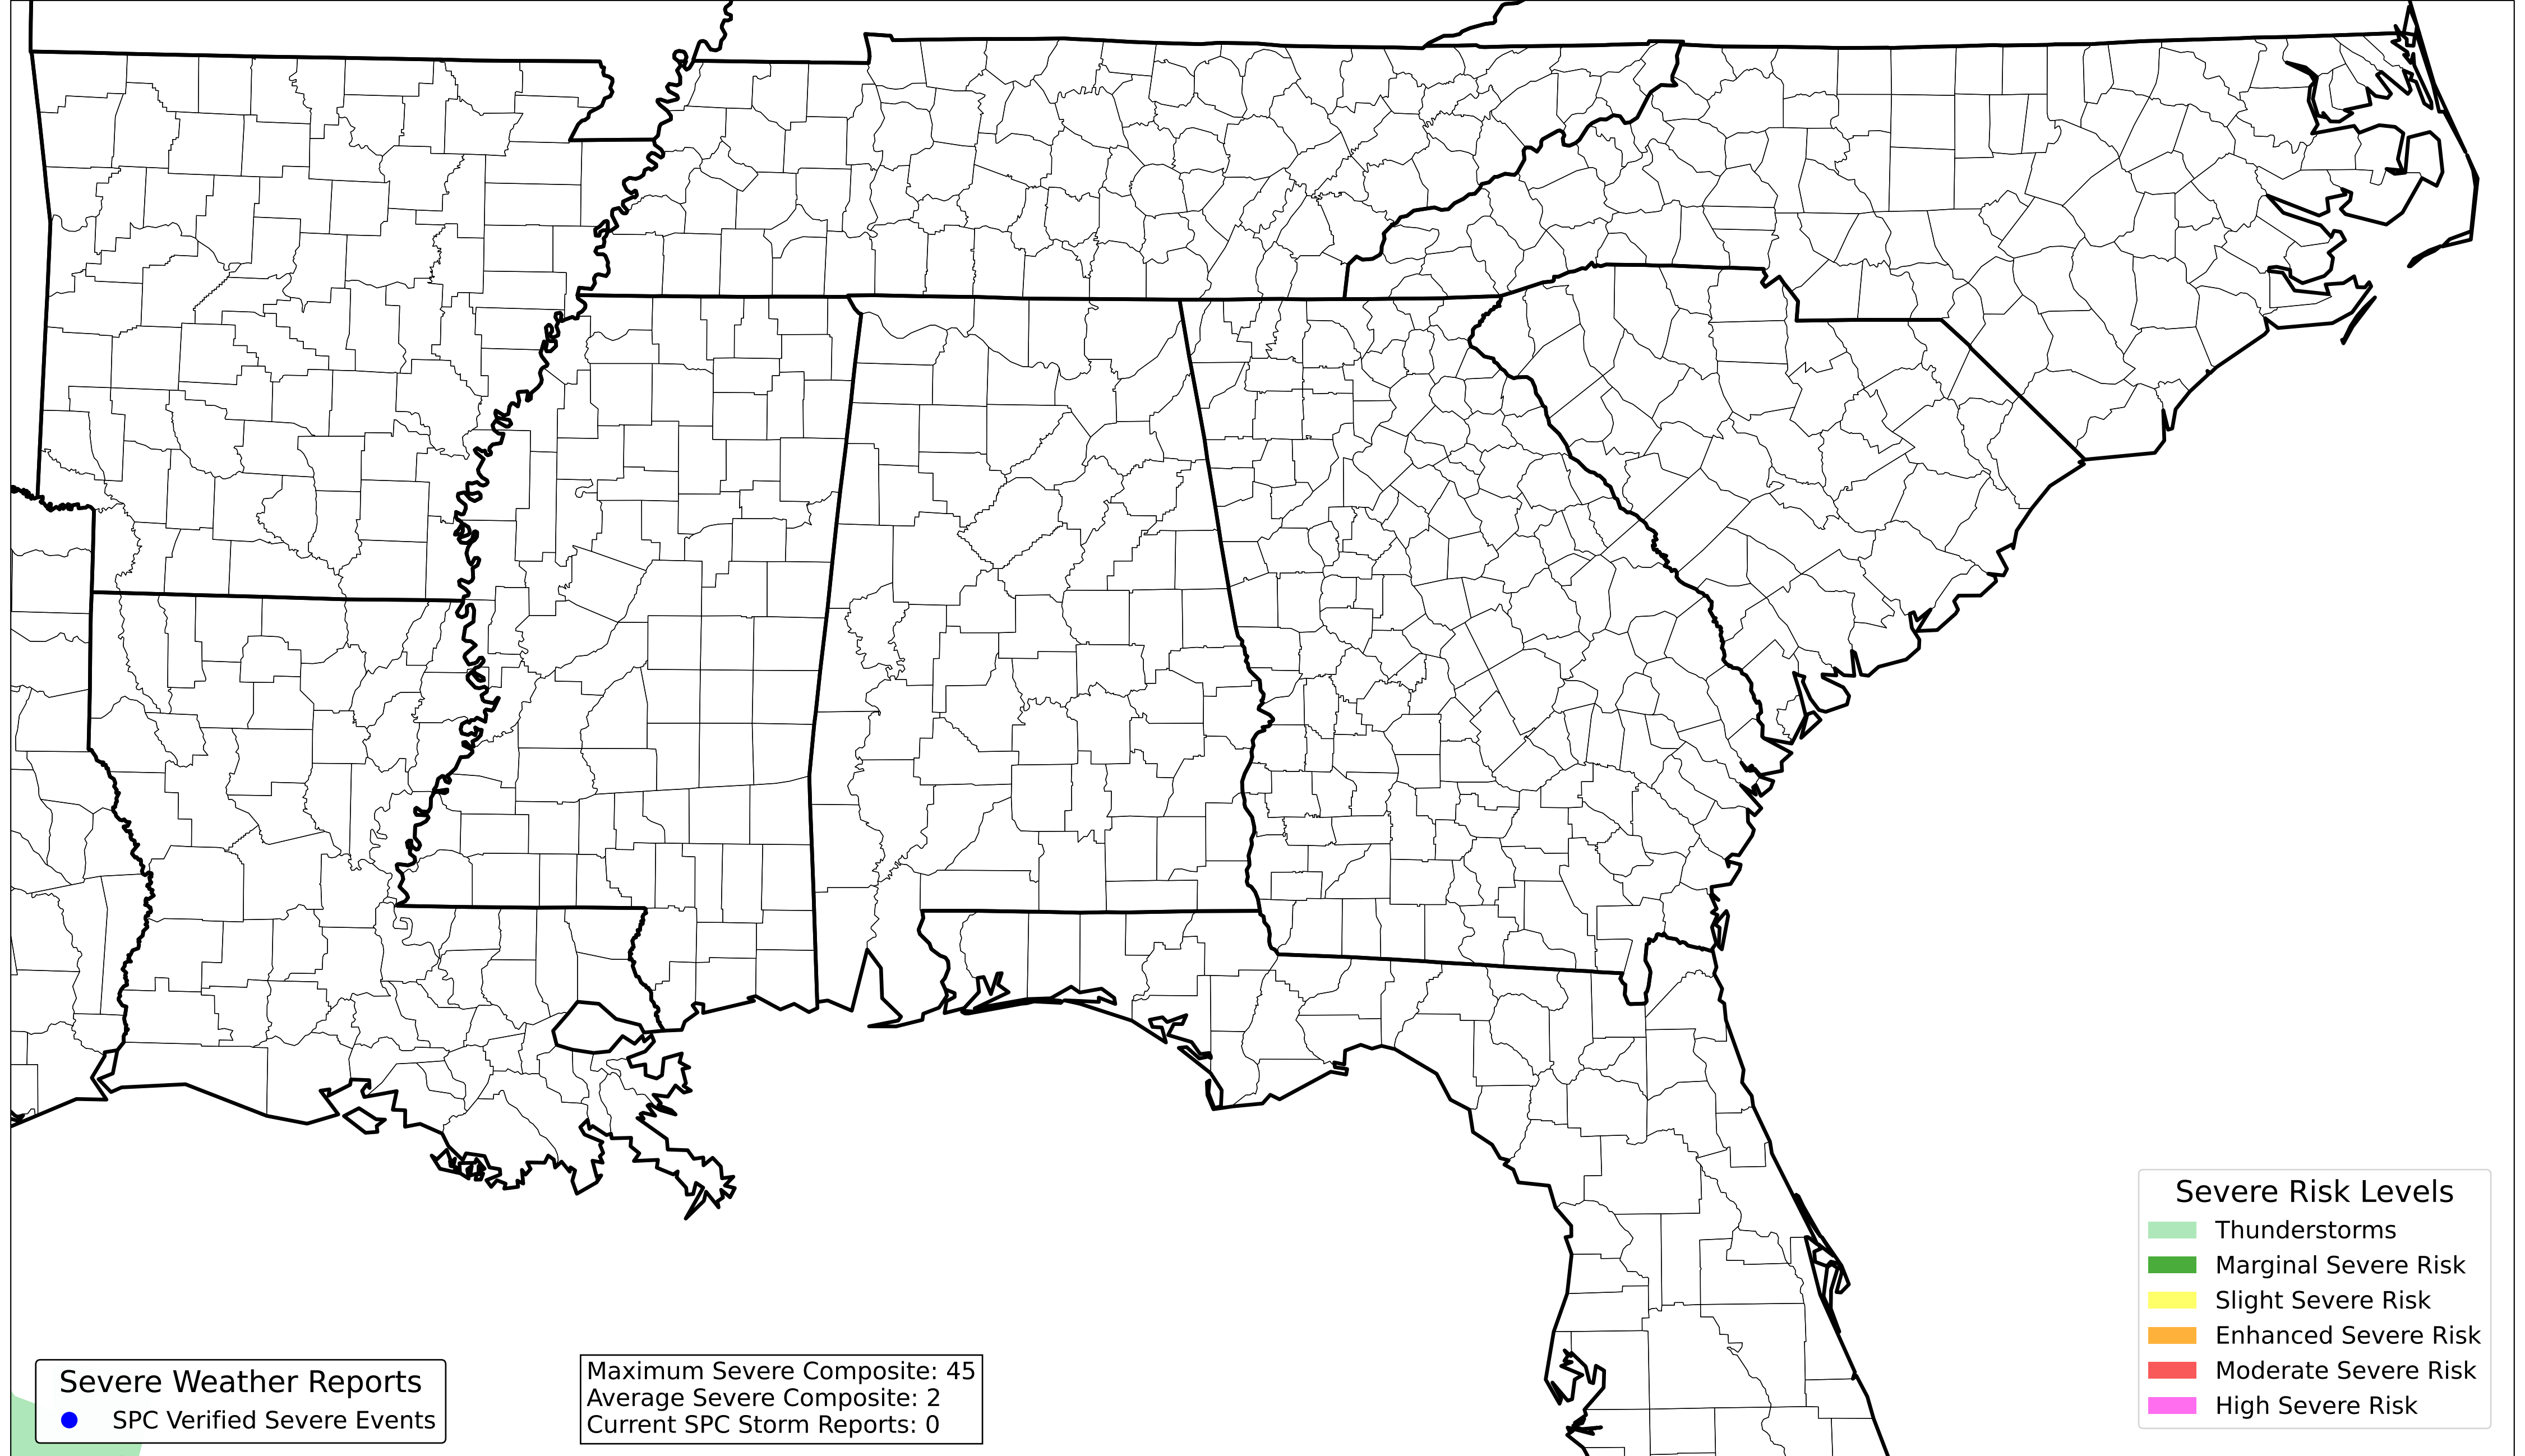 Severe Risk Levels
Thunderstorms
Marginal Severe Risk
Slight Severe Risk
Enhanced Severe Risk
Moderate Severe Risk
High Severe Risk
Severe Weather Reports
SPC Verified Severe Events
Maximum Severe Composite: 45
Average Severe Composite: 2
Current SPC Storm Reports: 0